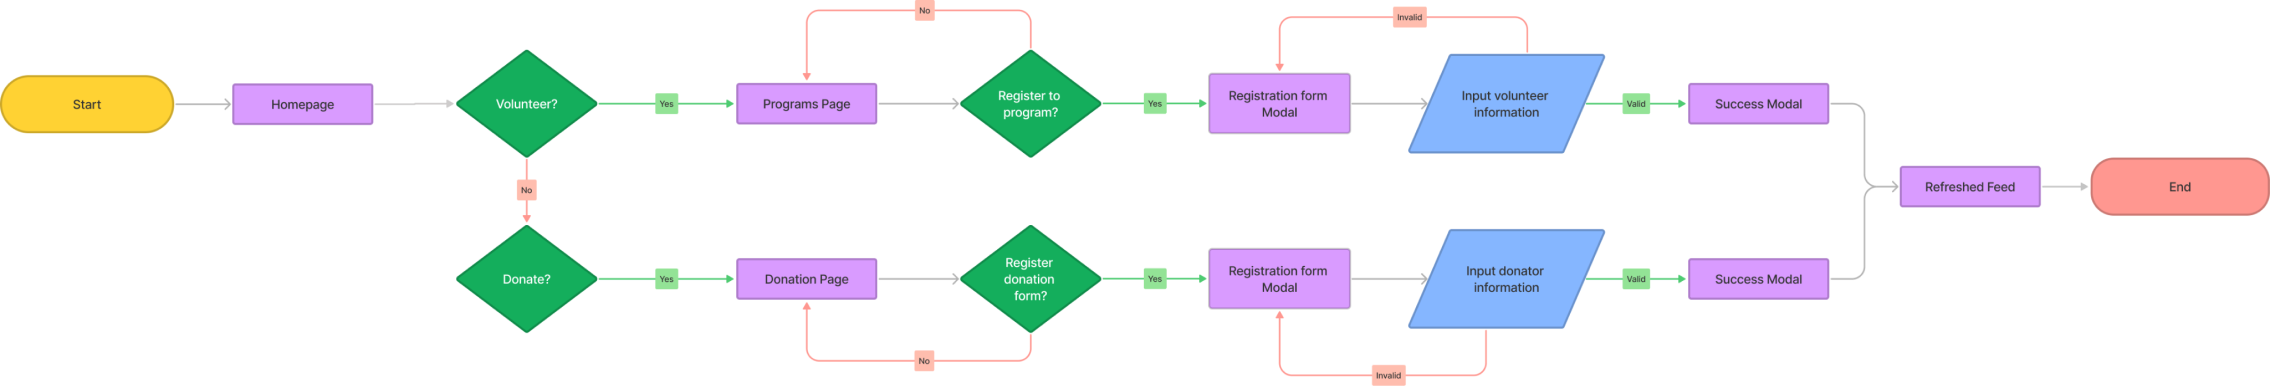 No
Invalid
Start
Homepage
Volunteer?
Yes
Programs Page
Register to
program?
Yes
Registration form
Modal
Input volunteer
information
Valid
Success Modal
No
Refreshed Feed
End
Donate?
Yes
Donation Page
Register
donation
form?
Yes
Registration form
Modal
Input donator
information
Valid
Success Modal
No
Invalid